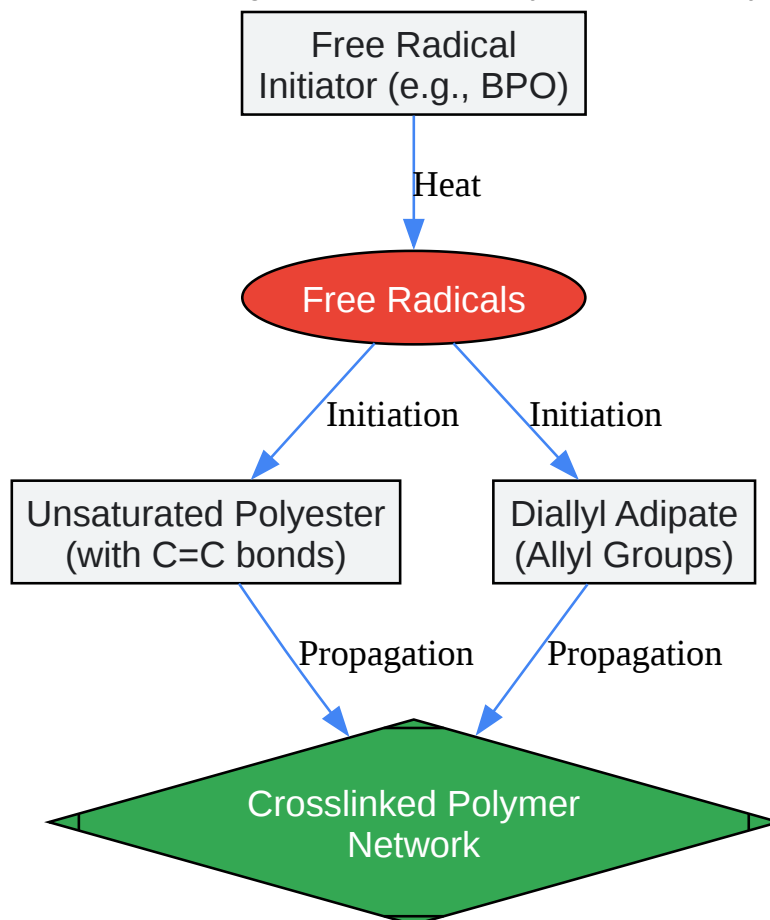 Free Radical
Initiator (e.g., BPO)
Heat
Free Radicals
Initiation
Initiation
Unsaturated Polyester
(with C=C bonds)
Diallyl Adipate
(Allyl Groups)
Propagation
Propagation
Crosslinked Polymer
Network